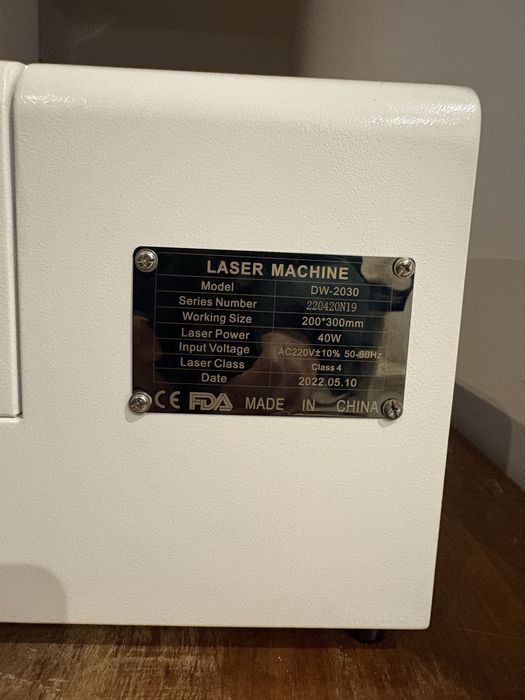 LASER MACHINE
Model DW-2030
Series Number 220420N19
Working Size 200*300mm
Laser Power 40W
Input Voltage AC220V±10% 50-60Hz
Laser Class Class 4
Date 2022.05.10
CE FDA MADE IN CHINA